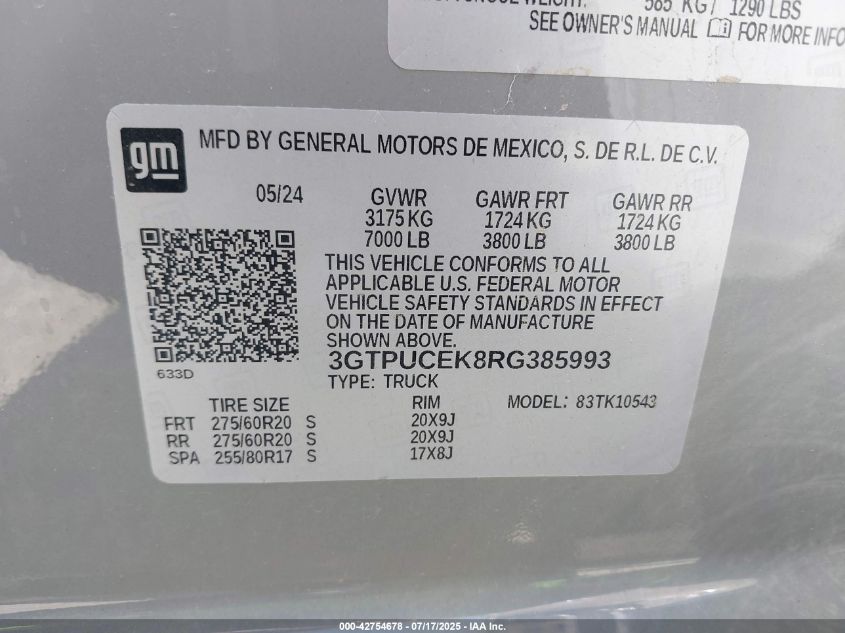 585 KG / 1290 LBS
SEE OWNER'S MANUAL FOR MORE INFO
gm
MFD BY GENERAL MOTORS DE MEXICO, S. DE R.L. DE C.V.
05/24 GVWR GAWR FRT GAWR RR
3175 KG 1724 KG 1724 KG
7000 LB 3800 LB 3800 LB
THIS VEHICLE CONFORMS TO ALL
APPLICABLE U.S. FEDERAL MOTOR
VEHICLE SAFETY STANDARDS IN EFFECT
ON THE DATE OF MANUFACTURE
SHOWN ABOVE.
3GTPUCEK8RG385993
633D
TYPE: TRUCK
TIRE SIZE RIM MODEL: 83TK10543
FRT 275/60R20 S 20X9J
RR 275/60R20 S 20X9J
SPA 255/80R17 S 17X8J
000-42754678 - 07/17/2025 - IAA Inc.